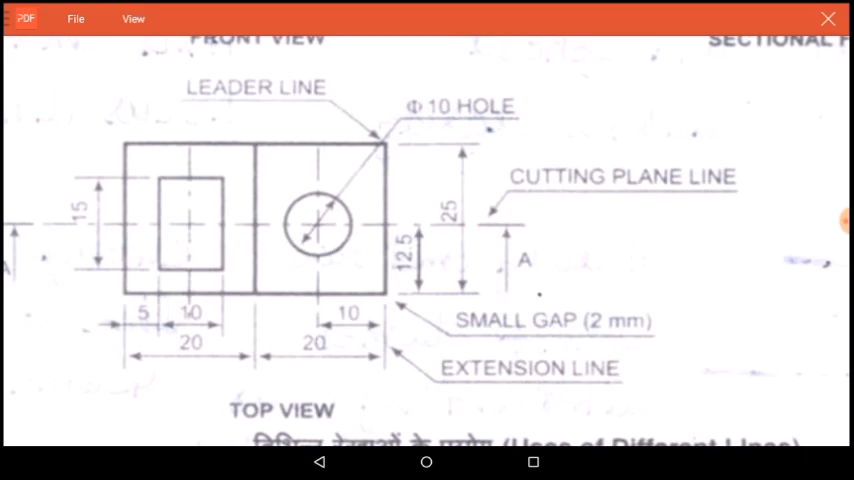 PDF File View
FRONT VIEW
SECTIONAL F
LEADER LINE
Φ 10 HOLE
CUTTING PLANE LINE
15
25
12.5
A
A
5 10 10
SMALL GAP (2 mm)
20 20
EXTENSION LINE
TOP VIEW
विभिन्न रेखाओं के उपयोग (Uses of Different Lines)